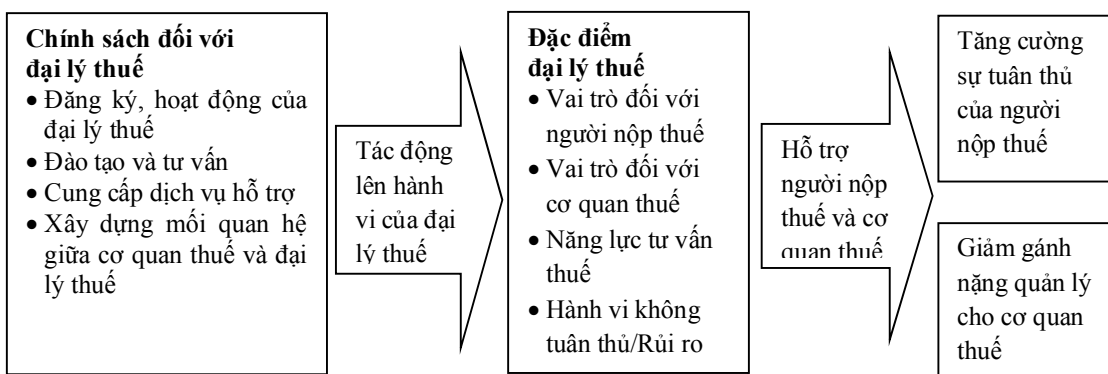 Chính sách đối với
đại lý thuế
• Đăng ký, hoạt động của
đại lý thuế
• Đào tạo và tư vấn
• Cung cấp dịch vụ hỗ trợ
• Xây dựng mối quan hệ
giữa cơ quan thuế và đại
lý thuế
Tác động
lên hành
vi của đại
lý thuế
Đặc điểm
đại lý thuế
• Vai trò đối với
người nộp thuế
• Vai trò đối với
cơ quan thuế
• Năng lực tư vấn
thuế
• Hành vi không
tuân thủ/Rủi ro
Hỗ trợ
người nộp
thuế và cơ
quan thuế
Tăng cường
sự tuân thủ
của người
nộp thuế
Giảm gánh
nặng quản lý
cho cơ quan
thuế